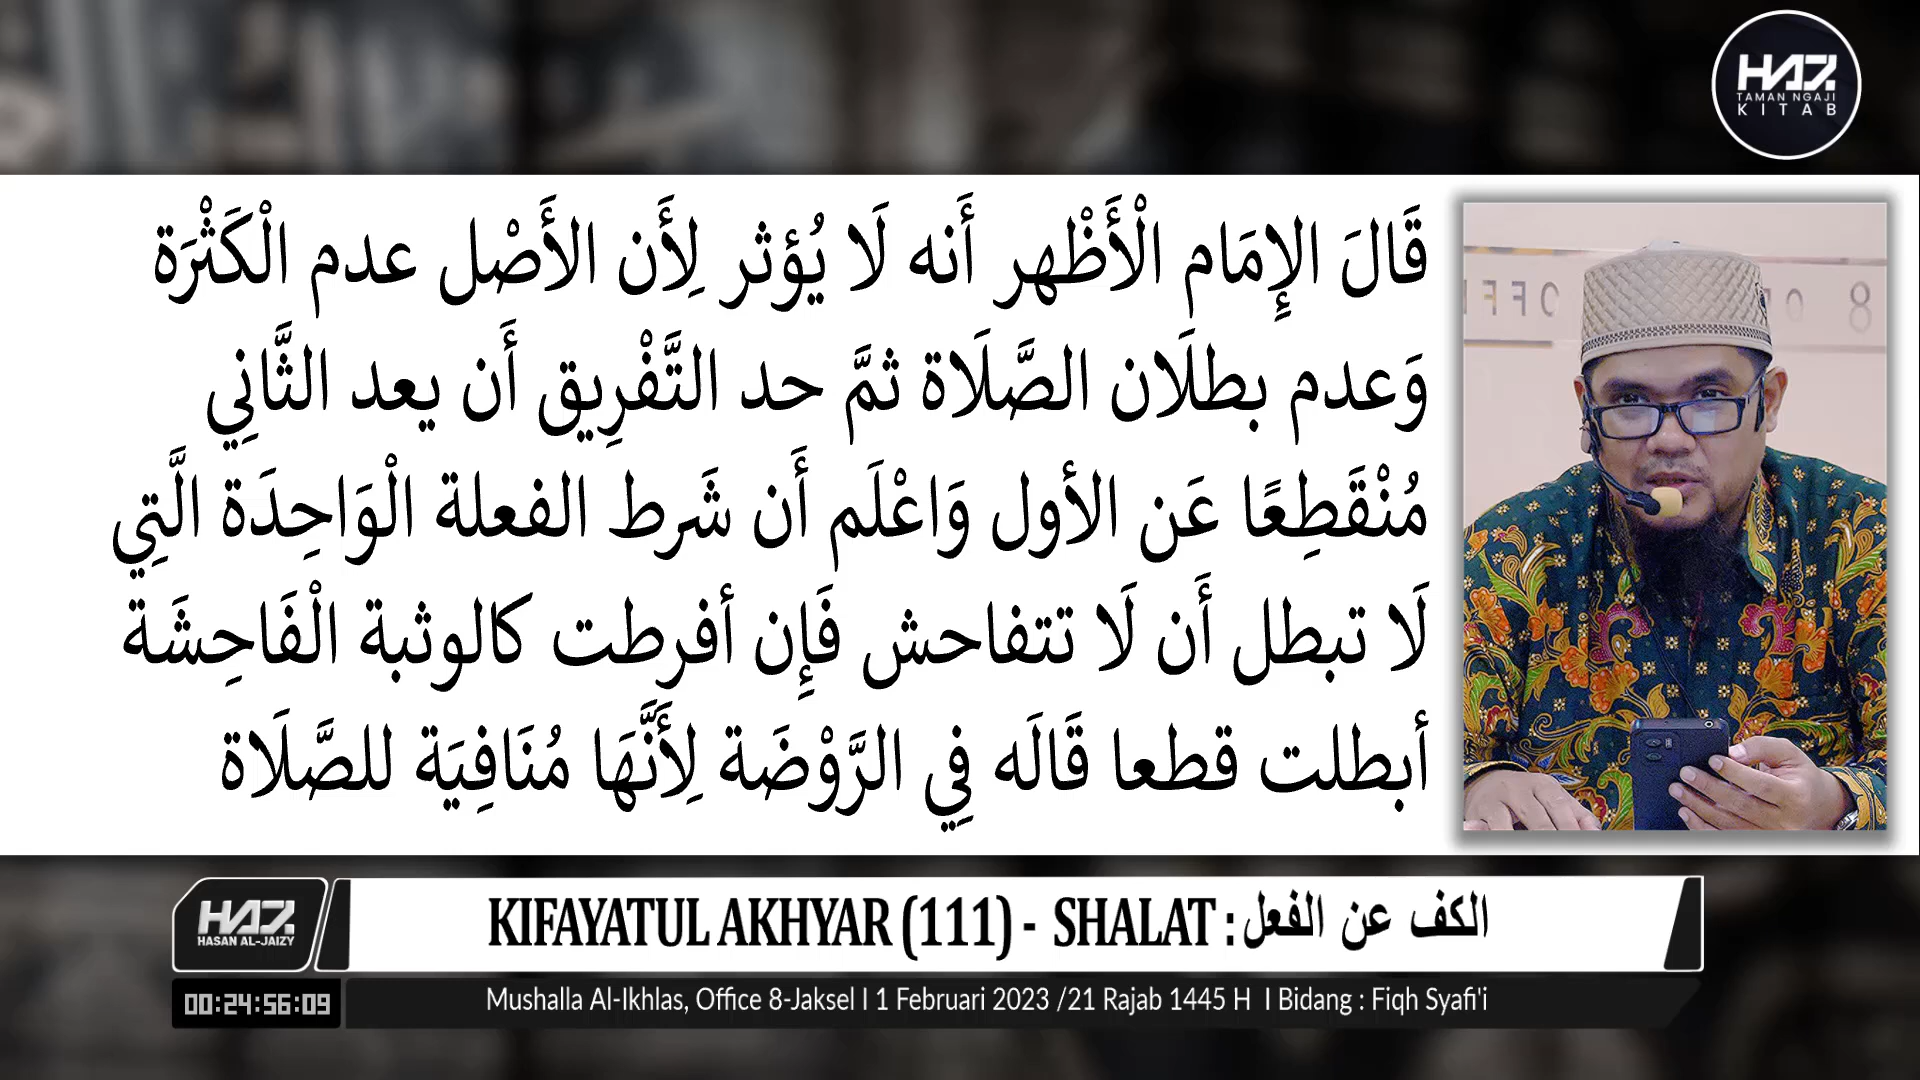 HAZ
TAMAN NGAJI
KITAB
قَالَ الإِمَام الْأَظْهر أَنه لَا يُؤثر لِأَن الأَصْل عدم الْكَثْرَة
وَعدم بطلَان الصَّلَاة ثمَّ حد التَّفْرِيق أَن يعد الثَّانِي
مُنْقَطِعًا عَن الأول وَاعْلَم أَن شَرط الفعلة الْوَاحِدَة الَّتِي
لَا تبطل أَن لَا تتفاحش فَإِن أفرطت كالوثبة الْفَاحِشَة
أبطلت قطعا قَالَه فِي الرَّوْضَة لِأَنَّهَا مُنَافِيَة للصَّلَاة
HAZ
HASAN AL-JAIZY
KIFAYATUL AKHYAR (111) - SHALAT : الكف عن الفعل
00:24:56:09
Mushalla Al-Ikhlas, Office 8-Jaksel I 1 Februari 2023 /21 Rajab 1445 H I Bidang : Fiqh Syafi'i